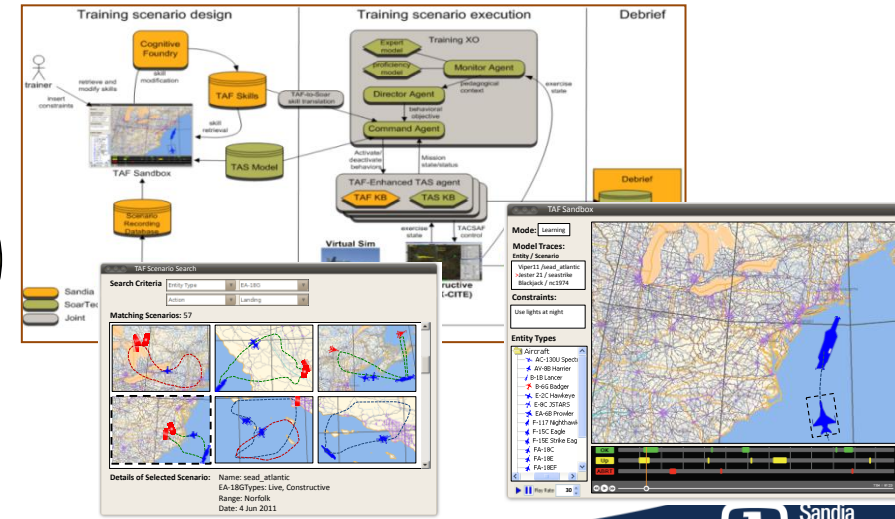 Training scenario design
Training scenario execution
Debrief
Cognitive
Foundry
trainer
retrieve and
modify skills
insert
constraints
skill
modification
TAF Skills
TAF-to-Soar
skill translation
skill
retrieval
TAF Sandbox
TAS Model
Scenario
Recording
Database
Training XO
Expert
model
proficiency
model
Monitor Agent
pedagogical
context
Director Agent
behavioral
objective
Command Agent
exercise
state
Activate/
deactivate
behaviors
Mission
state/status
TAF-Enhanced TAS agent
TAF KB
TAS KB
exercise
state
TACSAF
control
Virtual Sim
Debrief
Sandia
SoarTec
Joint
TAF Scenario Search
Search Criteria
Entity Type
EA-18G
Action
Landing
Matching Scenarios: 57
Details of Selected Scenario:
Name: sead_atlantic
EA-18GTypes: Live, Constructive
Range: Norfolk
Date: 4 Jun 2011
TAF Sandbox
Mode: Learning
Model Traces:
Entity / Scenario
Viper11 /sead_atlantic
>Jester 21 / seastrike
Blackjack / nc1974
Constraints:
Use lights at night
Entity Types
Aircraft
AC-130U Spect
AV-8B Harrier
B-1B Lancer
B-6G Badger
E-2C Hawkeye
E-8C JSTARS
EA-6B Prowler
F-117 Nighthawk
F-15C Eagle
F-15E Strike Eag
FA-18C
FA-18E
FA-18EF
Play Rate 30
OK
Up
ABRT
Sandia